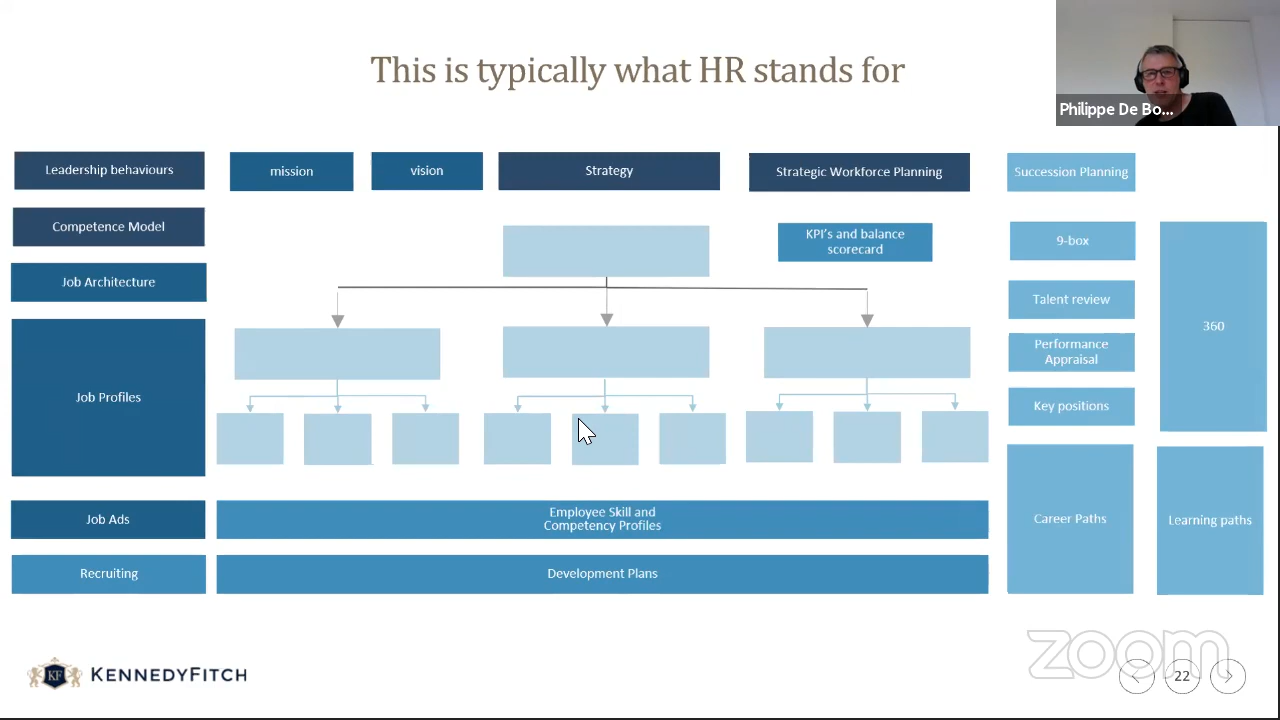 This is typically what HR stands for
Philippe De Bo...
Leadership behaviours
mission
vision
Strategy
Strategic Workforce Planning
Succession Planning
Competence Model
KPI's and balance
scorecard
9-box
Job Architecture
Talent review
360
Performance
Appraisal
Job Profiles
Key positions
Job Ads
Employee Skill and
Competency Profiles
Career Paths
Learning paths
Recruiting
Development Plans
KF
KENNEDYFITCH
zoom
22